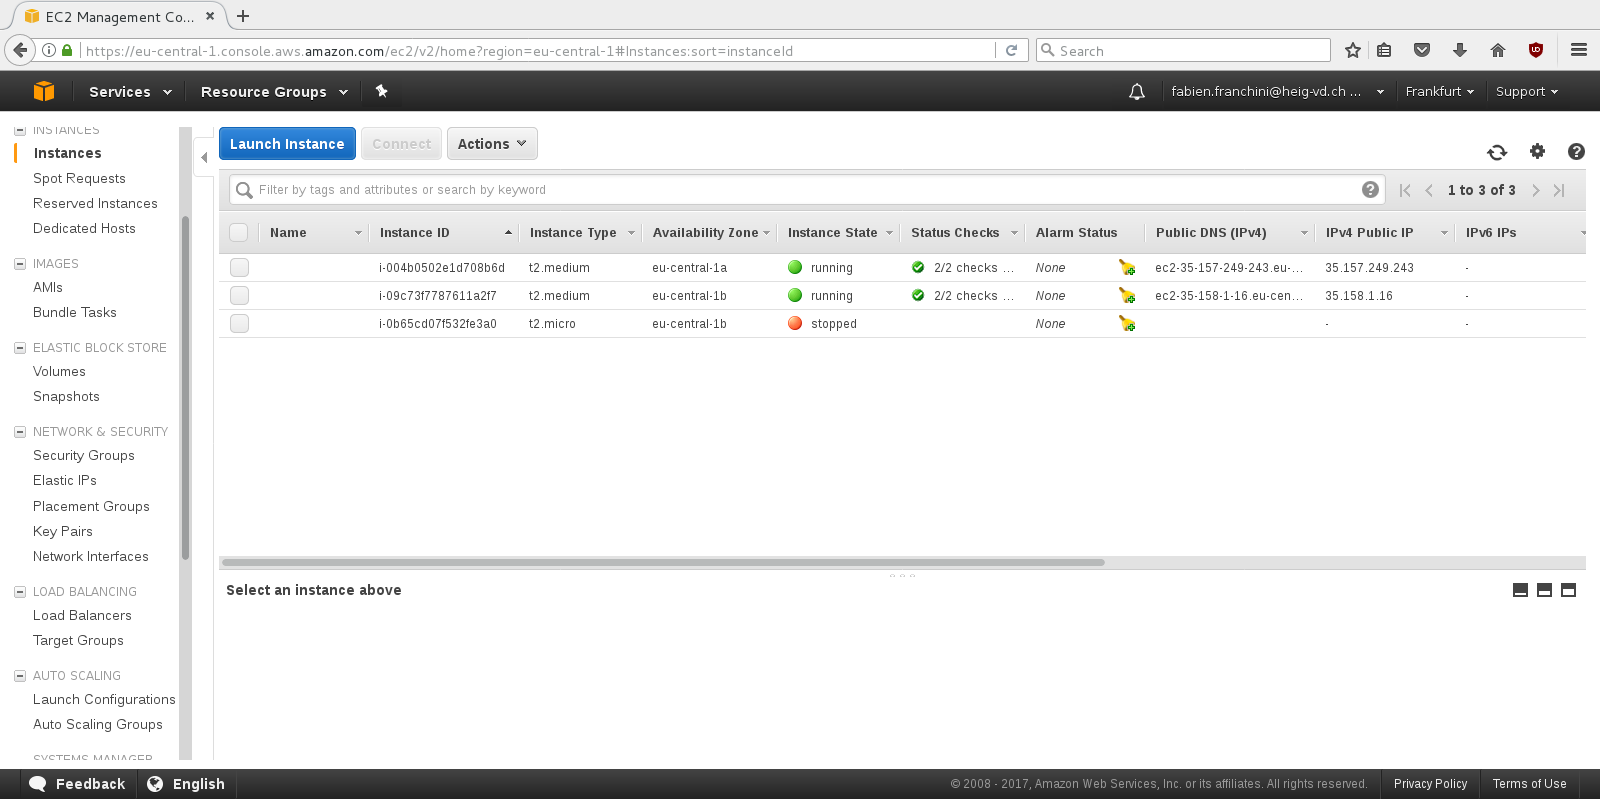 EC2 Management Co...
https://eu-central-1.console.aws.amazon.com/ec2/v2/home?region=eu-central-1#Instances:sort=instanceId
Search
Services
Resource Groups
fabien.franchini@heig-vd.ch ...
Frankfurt
Support
INSTANCES
Instances
Spot Requests
Reserved Instances
Dedicated Hosts
IMAGES
AMIs
Bundle Tasks
ELASTIC BLOCK STORE
Volumes
Snapshots
NETWORK & SECURITY
Security Groups
Elastic IPs
Placement Groups
Key Pairs
Network Interfaces
LOAD BALANCING
Load Balancers
Target Groups
AUTO SCALING
Launch Configurations
Auto Scaling Groups
SYSTEMS MANAGER
Launch Instance Connect Actions
Filter by tags and attributes or search by keyword
1 to 3 of 3
Name Instance ID Instance Type Availability Zone Instance State Status Checks Alarm Status Public DNS (IPv4) IPv4 Public IP IPv6 IPs
i-004b0502e1d708b6d t2.medium eu-central-1a running 2/2 checks ... None ec2-35-157-249-243.eu-... 35.157.249.243 -
i-09c73f7787611a2f7 t2.medium eu-central-1b running 2/2 checks ... None ec2-35-158-1-16.eu-cen... 35.158.1.16 -
i-0b65cd07f532fe3a0 t2.micro eu-central-1b stopped None - -
Select an instance above
Feedback
English
© 2008 - 2017, Amazon Web Services, Inc. or its affiliates. All rights reserved.
Privacy Policy
Terms of Use